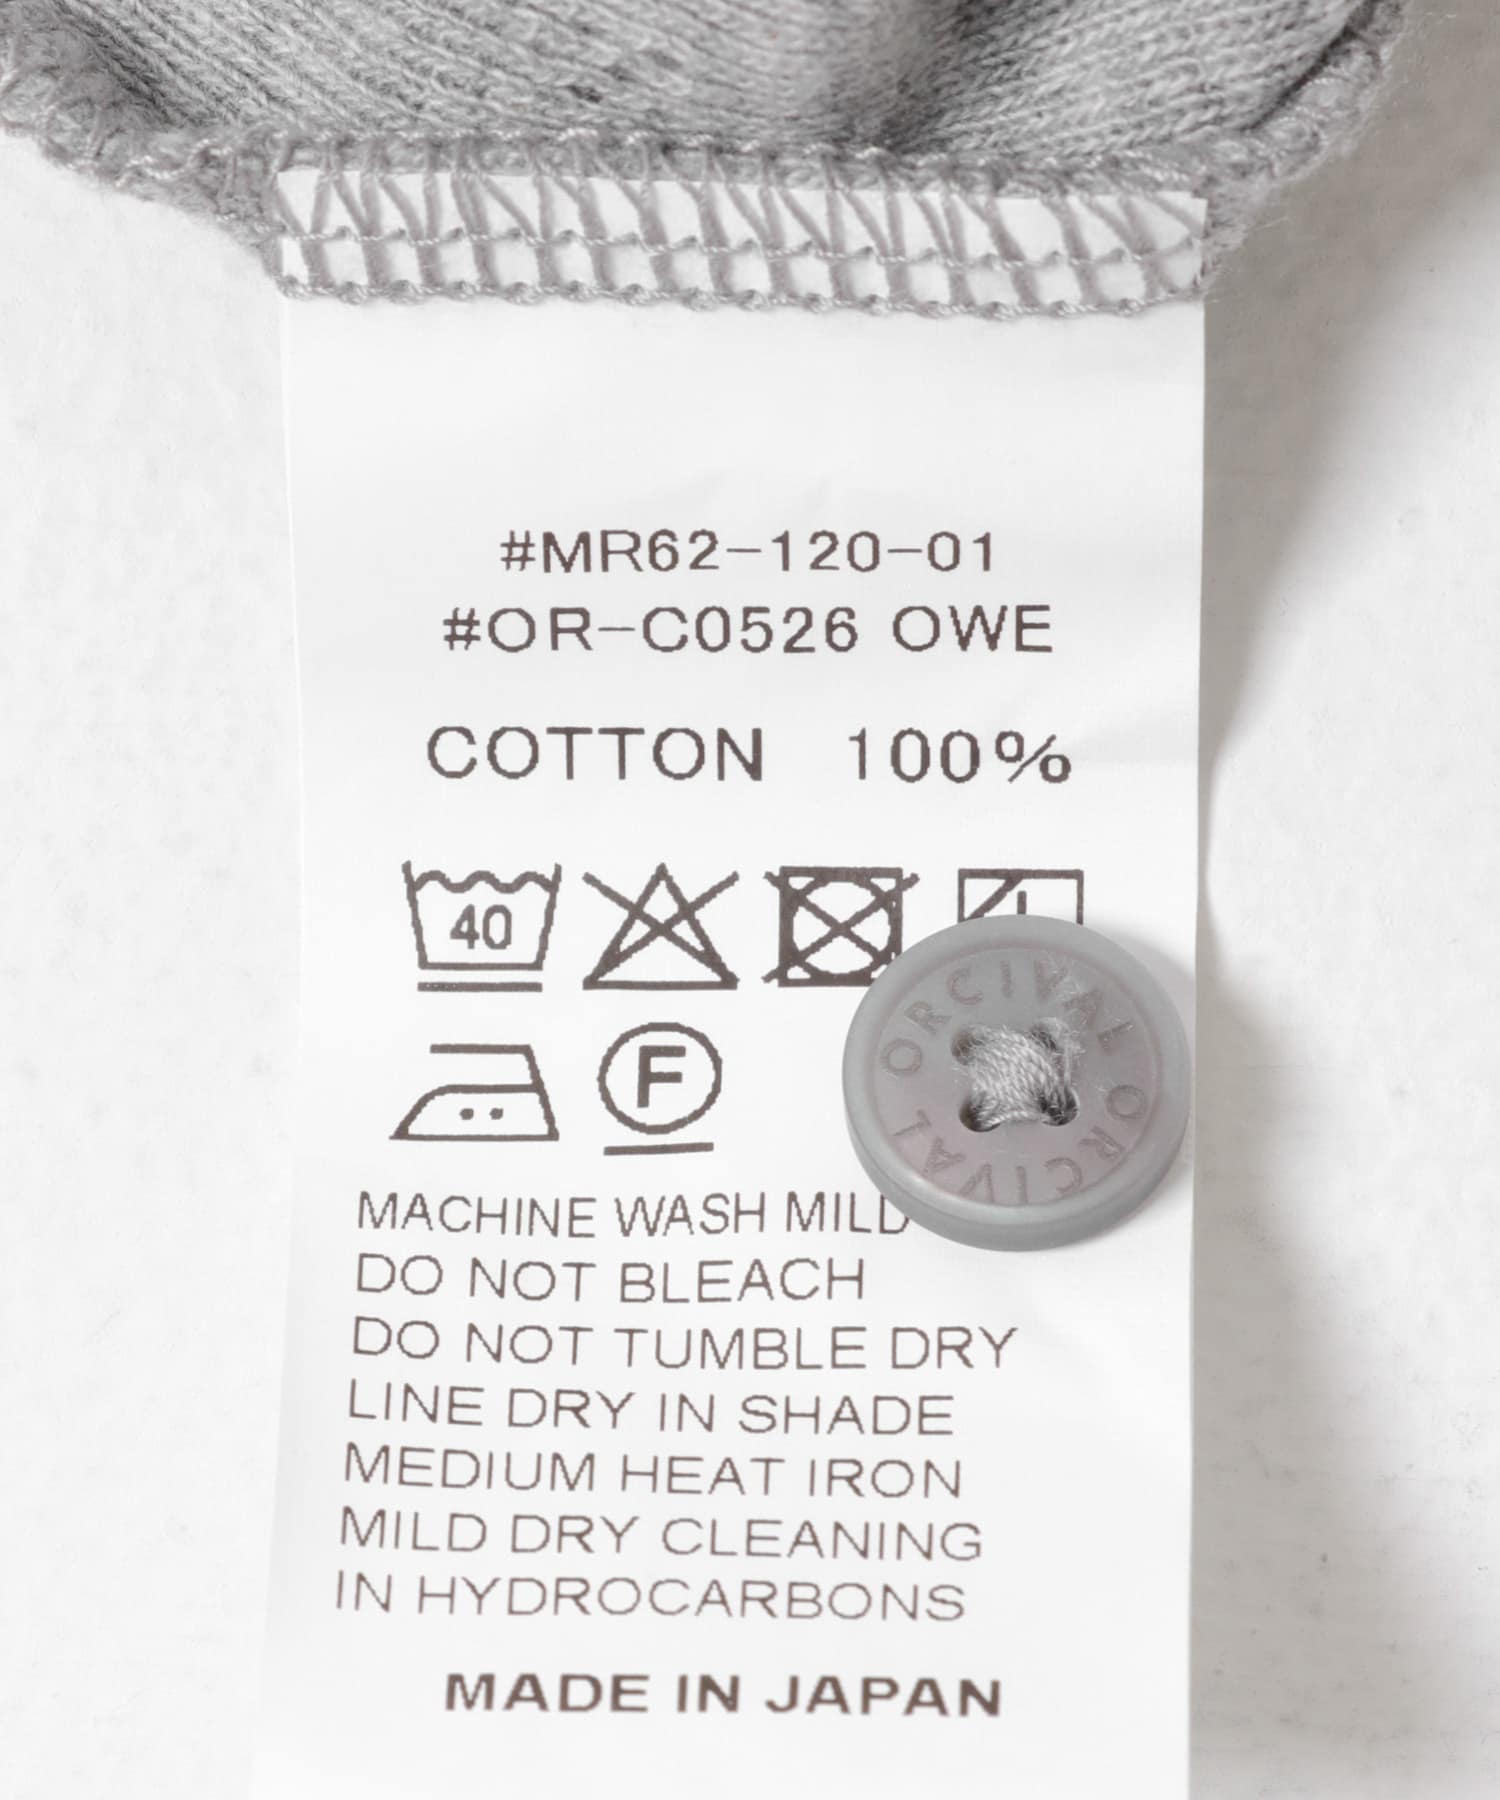 #MR62-120-01
#OR-C0526 OWE
COTTON 100%
40
F
ORCIVAL ORCIVAL
MACHINE WASH MILD
DO NOT BLEACH
DO NOT TUMBLE DRY
LINE DRY IN SHADE
MEDIUM HEAT IRON
MILD DRY CLEANING
IN HYDROCARBONS
MADE IN JAPAN